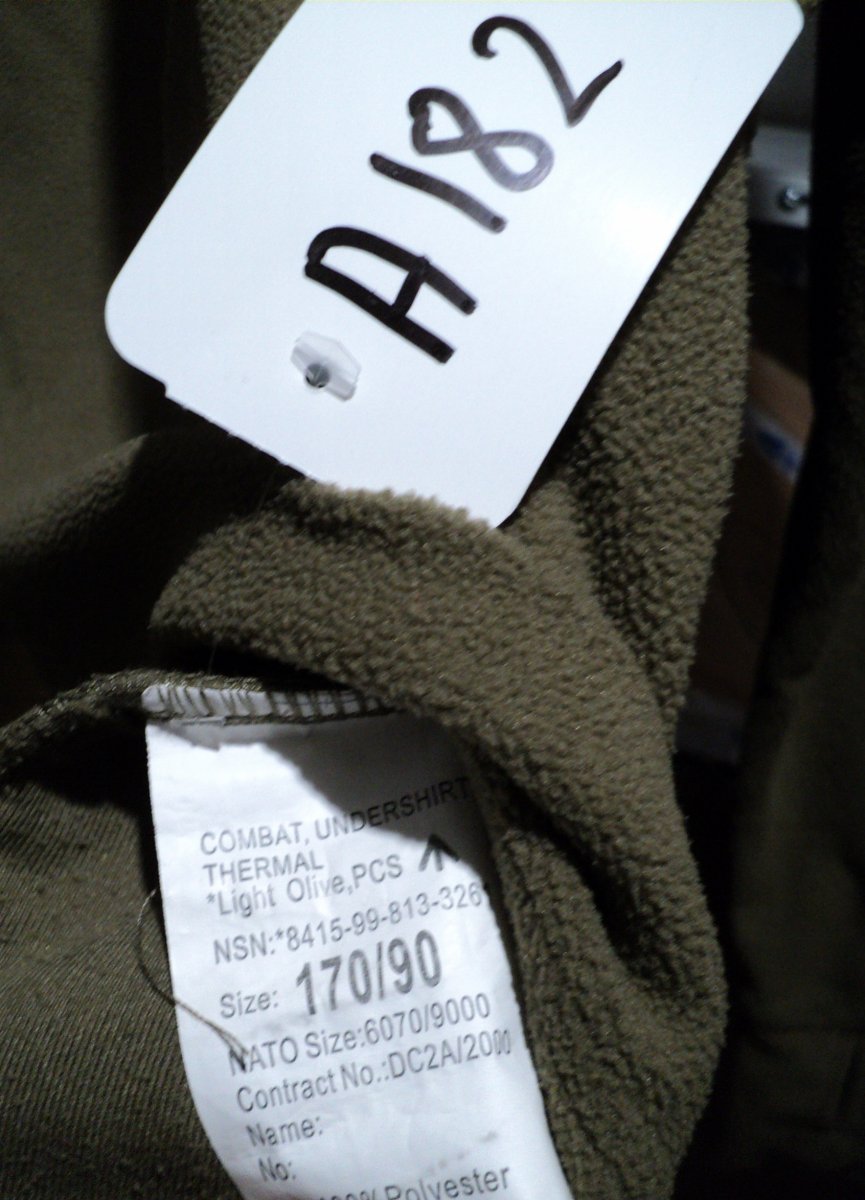 A182
COMBAT, UNDERSHIRT
THERMAL
*Light Olive,PCS
NSN:*8415-99-813-326
Size: 170/90
NATO Size:6070/9000
Contract No.:DC2A/2000
Name:
No:
Polyester